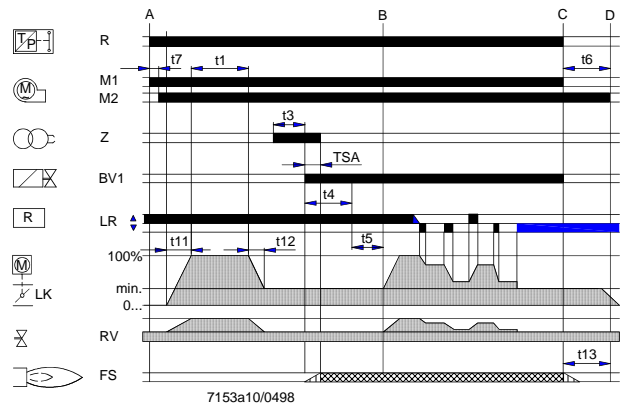 A B C D
T/P R
t7 t1 t6
M M1
M2
t3
Z
TSA
BV1
t4
R LR
t11 t12 t5
100%
M
LK min.
0...
RV
t13
FS
7153a10/0498